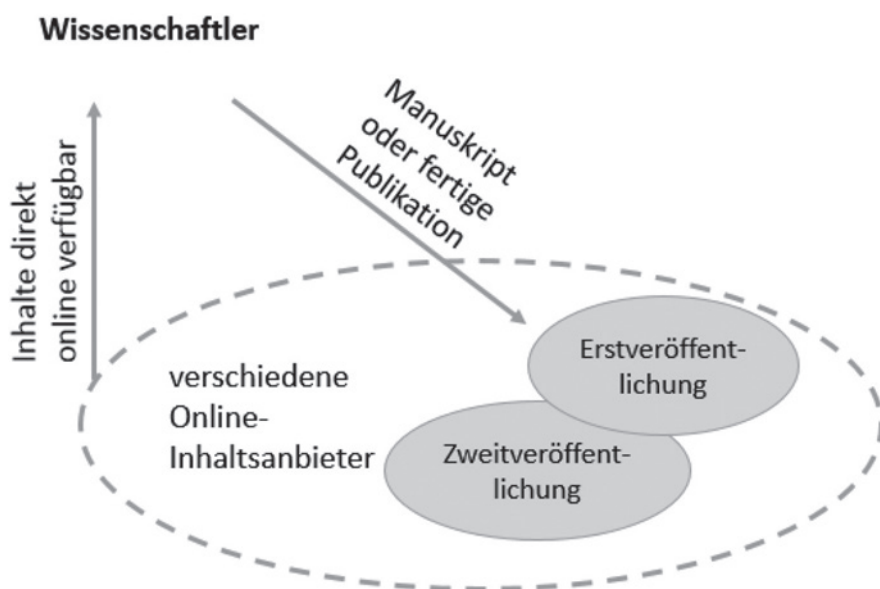 Wissenschaftler
Manuskript
oder fertige
Publikation
Inhalte direkt
online verfügbar
Erstveröffent-
lichung
verschiedene
Online-
Inhaltsanbieter
Zweitveröffent-
lichung